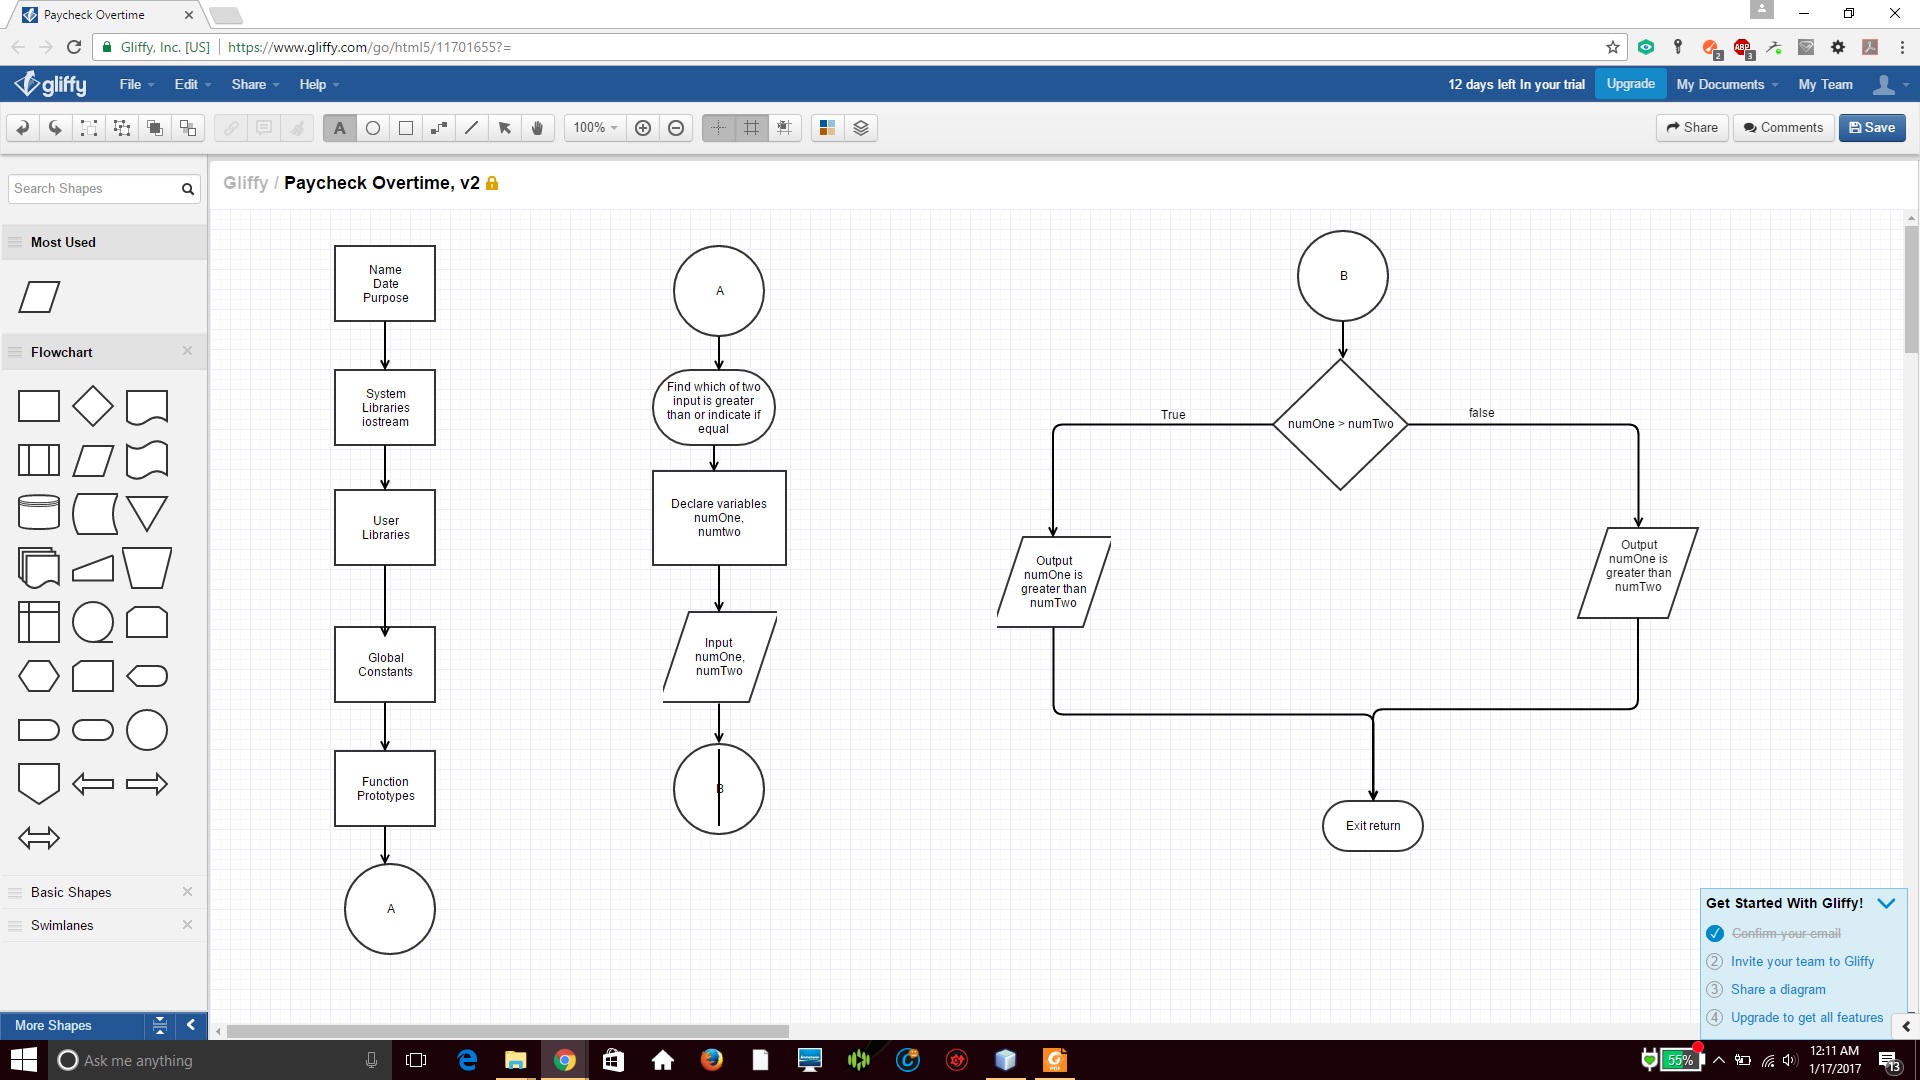 Paycheck Overtime
Gliffy, Inc. [US] https://www.gliffy.com/go/html5/11701655?=
2
ABP
3
gliffy
File Edit Share Help
12 days left In your trial Upgrade My Documents My Team
A
100%
Share Comments Save
Search Shapes
Gliffy / Paycheck Overtime, v2
Most Used
Flowchart
Basic Shapes
Swimlanes
More Shapes
Name
Date
Purpose
System
Libraries
iostream
User
Libraries
Global
Constants
Function
Prototypes
A
A
Find which of two
input is greater
than or indicate if
equal
Declare variables
numOne,
numtwo
Input
numOne,
numTwo
B
B
numOne > numTwo
True
false
Output
numOne is
greater than
numTwo
Output
numOne is
greater than
numTwo
Exit return
Get Started With Gliffy!
Confirm your email
2 Invite your team to Gliffy
3 Share a diagram
4 Upgrade to get all features
Ask me anything
55%
12:11 AM
1/17/2017
13